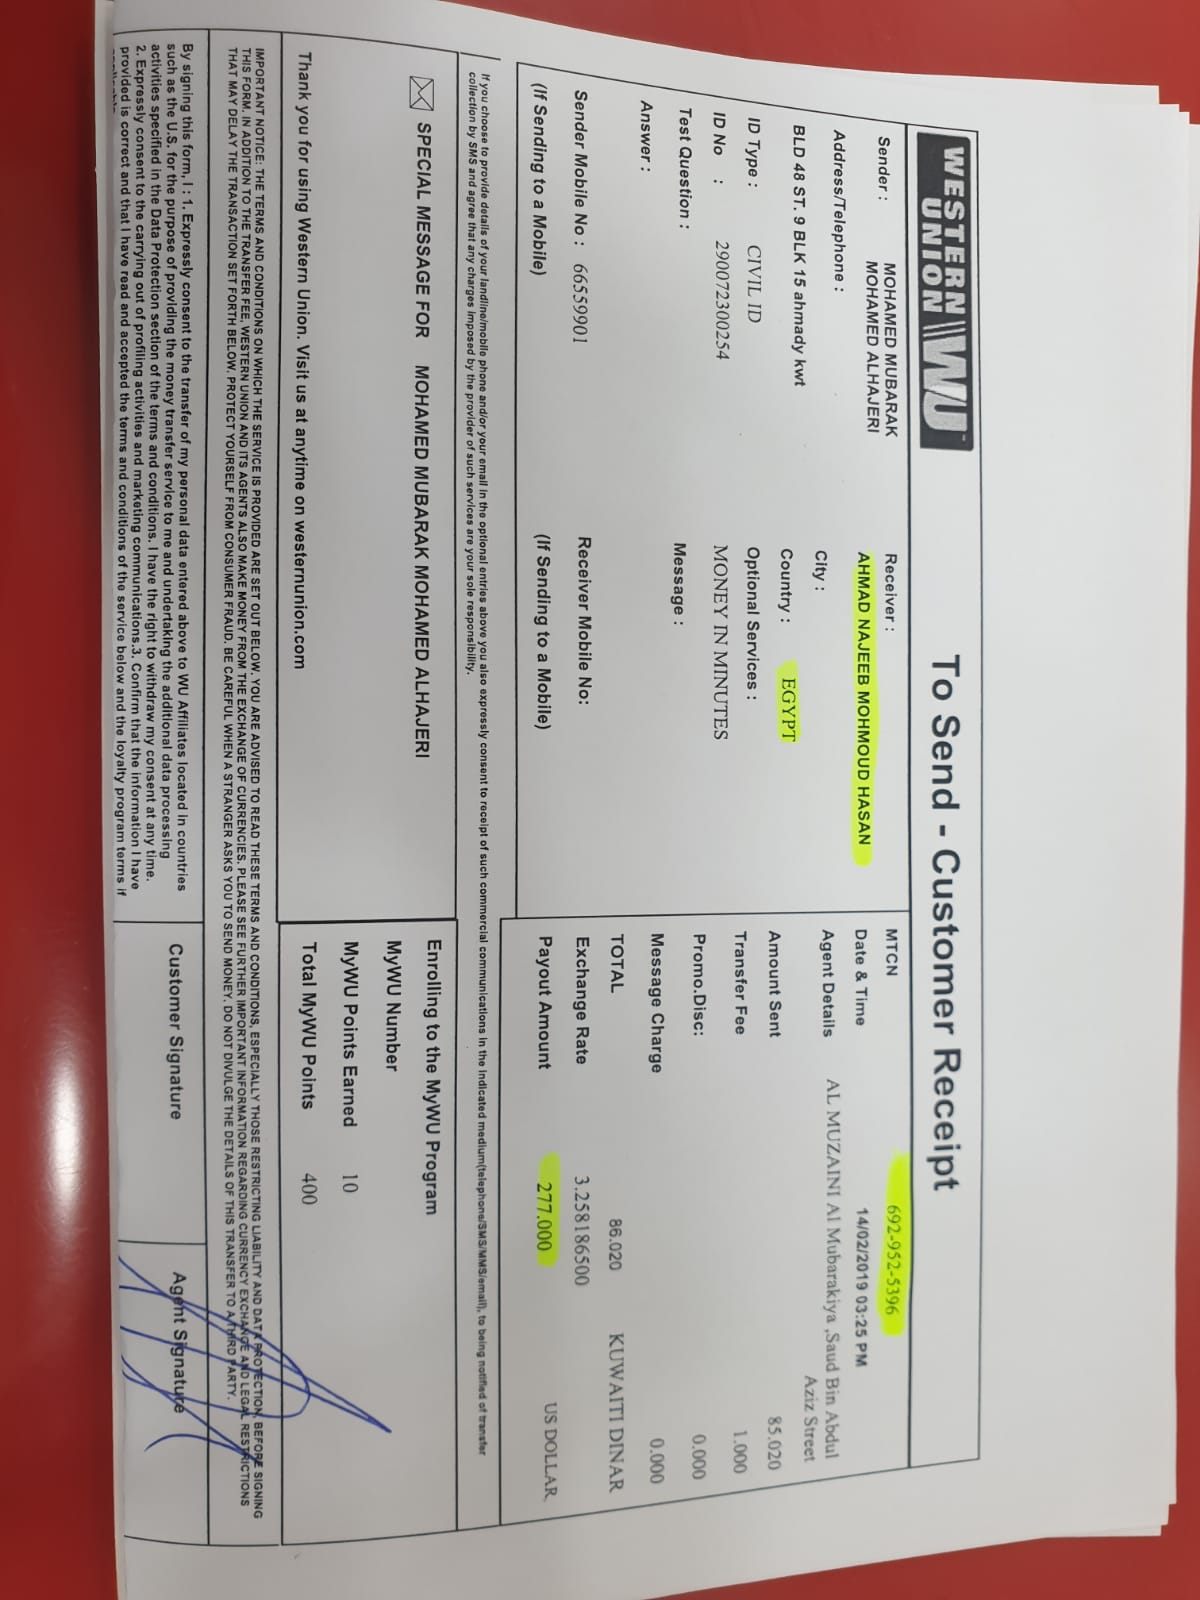 WESTERN UNION WU
To Send - Customer Receipt
Sender : MOHAMED MUBARAK
MOHAMED ALHAJERI
Address/Telephone :
BLD 48 ST. 9 BLK 15 ahmady kwt
ID Type : CIVIL ID
ID No : 290072300254
Test Question :
Answer :
Sender Mobile No : 66559901
(If Sending to a Mobile)
Receiver :
AHMAD NAJEEB MOHMOUD HASAN
City :
Country : EGYPT
Optional Services :
MONEY IN MINUTES
Message :
Receiver Mobile No:
(If Sending to a Mobile)
MTCN 692-952-5396
Date & Time 14/02/2019 03:25 PM
Agent Details AL MUZAINI Al Mubarakiya ,Saud Bin Abdul
Aziz Street
Amount Sent 85.020
Transfer Fee 1.000
Promo.Disc: 0.000
Message Charge 0.000
TOTAL 86.020 KUWAITI DINAR
Exchange Rate 3.258186500
Payout Amount 277.000 US DOLLAR
If you choose to provide details of your landline/mobile phone and/or your email in the optional entries above you also expressly consent to receipt of such commercial communications in the indicated medium(telephone/SMS/MMS/email), to being notified of transfer
collection by SMS and agree that any charges imposed by the provider of such services are your sole responsibility.
SPECIAL MESSAGE FOR MOHAMED MUBARAK MOHAMED ALHAJERI
Thank you for using Western Union. Visit us at anytime on westernunion.com
Enrolling to the MyWU Program
MyWU Number
MyWU Points Earned 10
Total MyWU Points 400
IMPORTANT NOTICE: THE TERMS AND CONDITIONS ON WHICH THE SERVICE IS PROVIDED ARE SET OUT BELOW. YOU ARE ADVISED TO READ THESE TERMS AND CONDITIONS, ESPECIALLY THOSE RESTRICTING LIABILITY AND DATA PROTECTION, BEFORE SIGNING
THIS FORM. IN ADDITION TO THE TRANSFER FEE, WESTERN UNION AND ITS AGENTS ALSO MAKE MONEY FROM THE EXCHANGE OF CURRENCIES. PLEASE SEE FURTHER IMPORTANT INFORMATION REGARDING CURRENCY EXCHANGE AND LEGAL RESTRICTIONS
THAT MAY DELAY THE TRANSACTION SET FORTH BELOW. PROTECT YOURSELF FROM CONSUMER FRAUD. BE CAREFUL WHEN A STRANGER ASKS YOU TO SEND MONEY. DO NOT DIVULGE THE DETAILS OF THIS TRANSFER TO A THIRD PARTY.
By signing this form, I : 1. Expressly consent to the transfer of my personal data entered above to WU Affiliates located in countries
such as the U.S. for the purpose of providing the money transfer service to me and undertaking the additional data processing
activities specified in the Data Protection section of the terms and conditions. I have the right to withdraw my consent at any time.
2. Expressly consent to the carrying out of profiling activities and marketing communications.3. Confirm that the information I have
provided is correct and that I have read and accepted the terms and conditions of the service below and the loyalty program terms if
Customer Signature
Agent Signature